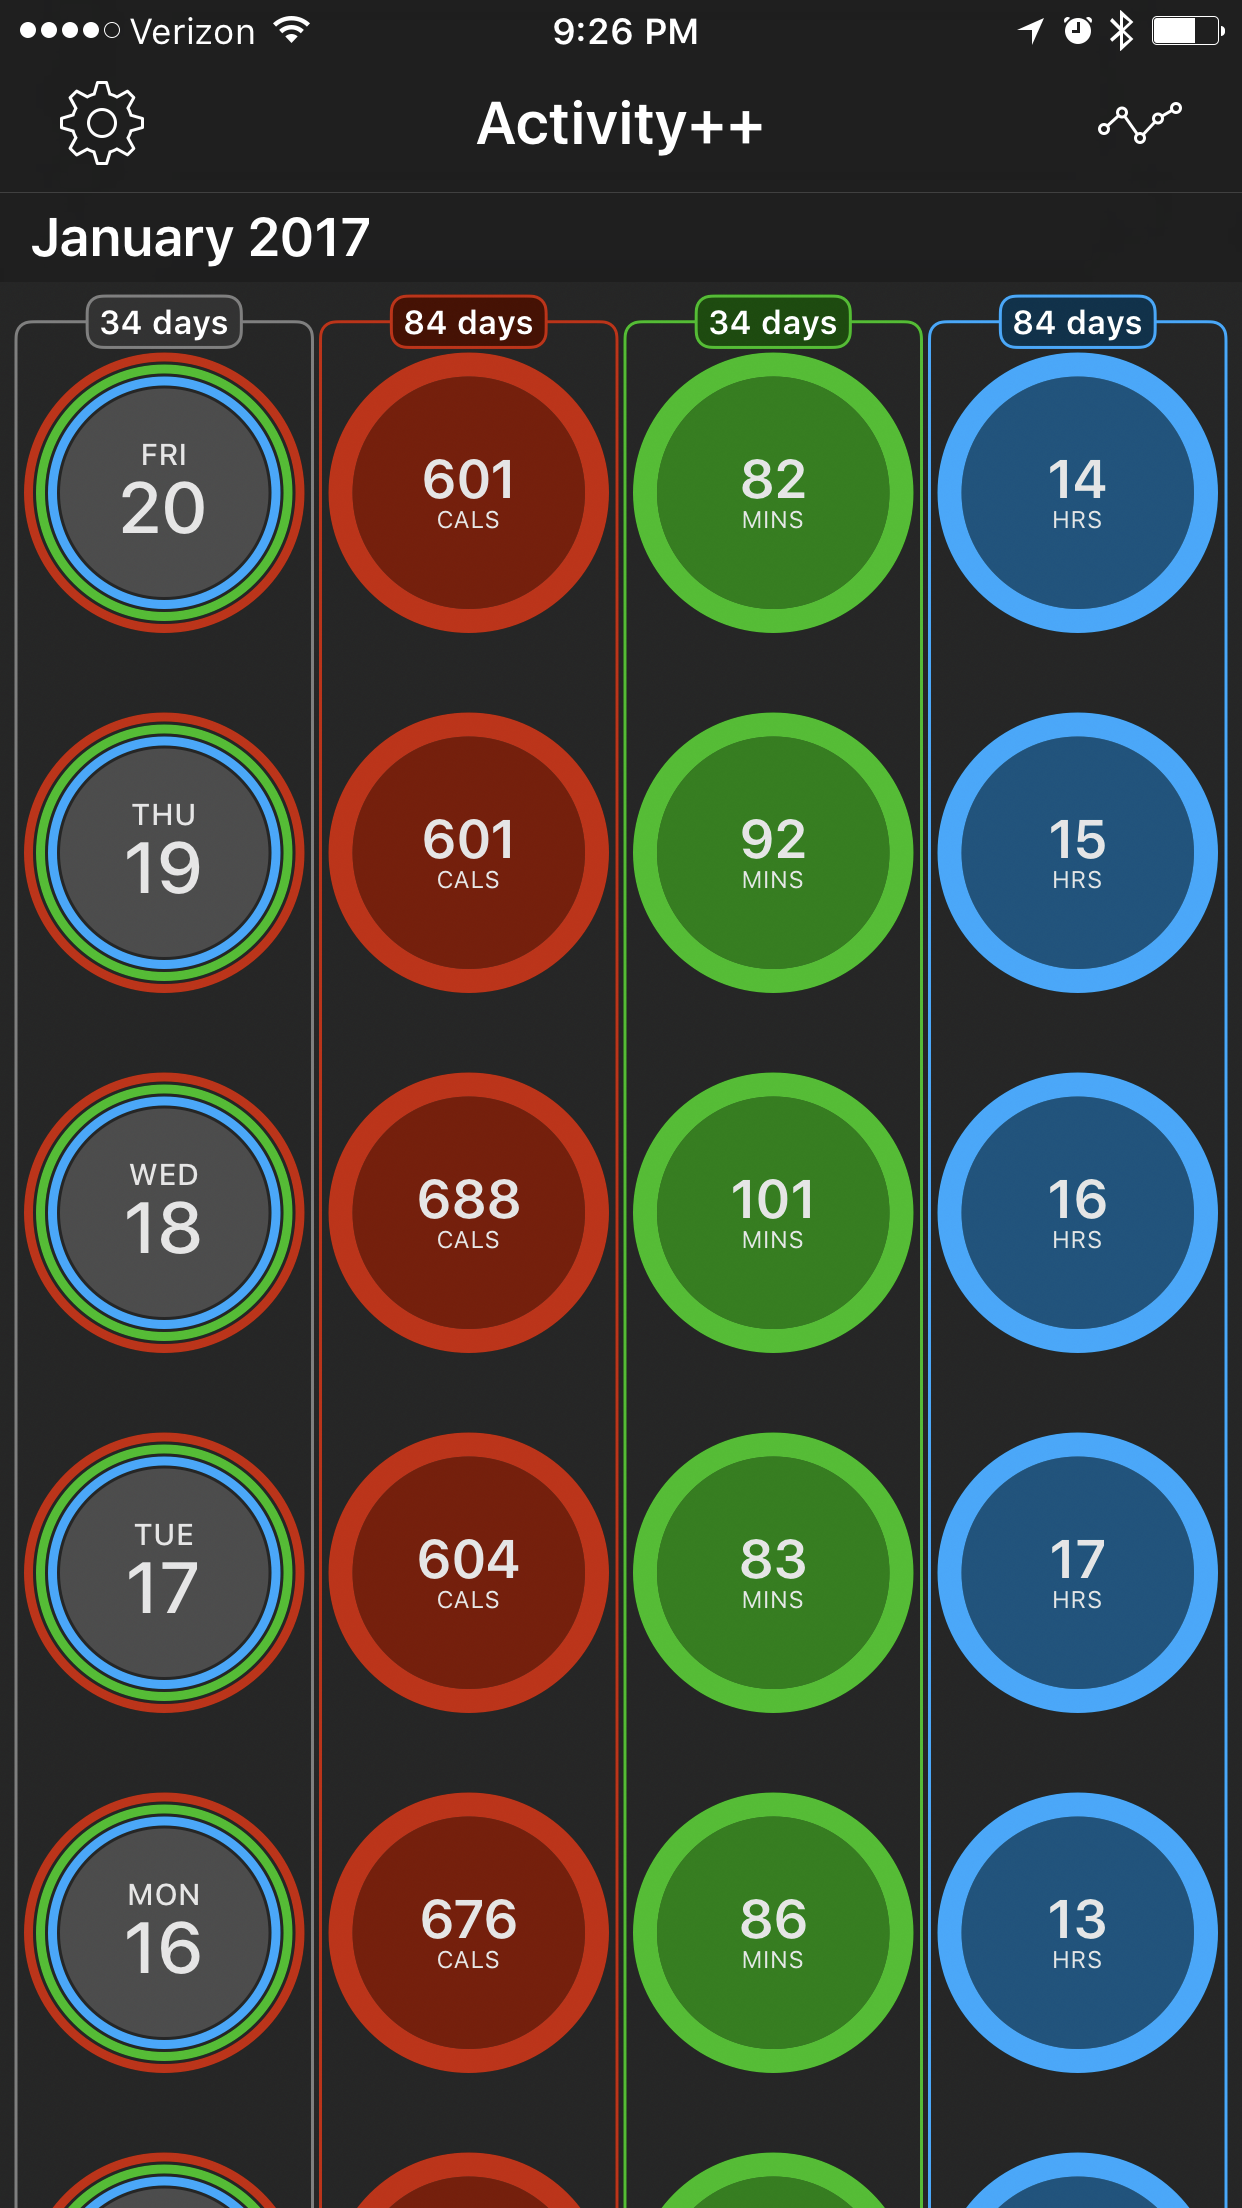 Verizon 9:26 PM
Activity++
January 2017
34 days 84 days 34 days 84 days
FRI
20
601
CALS
82
MINS
14
HRS
THU
19
601
CALS
92
MINS
15
HRS
WED
18
688
CALS
101
MINS
16
HRS
TUE
17
604
CALS
83
MINS
17
HRS
MON
16
676
CALS
86
MINS
13
HRS